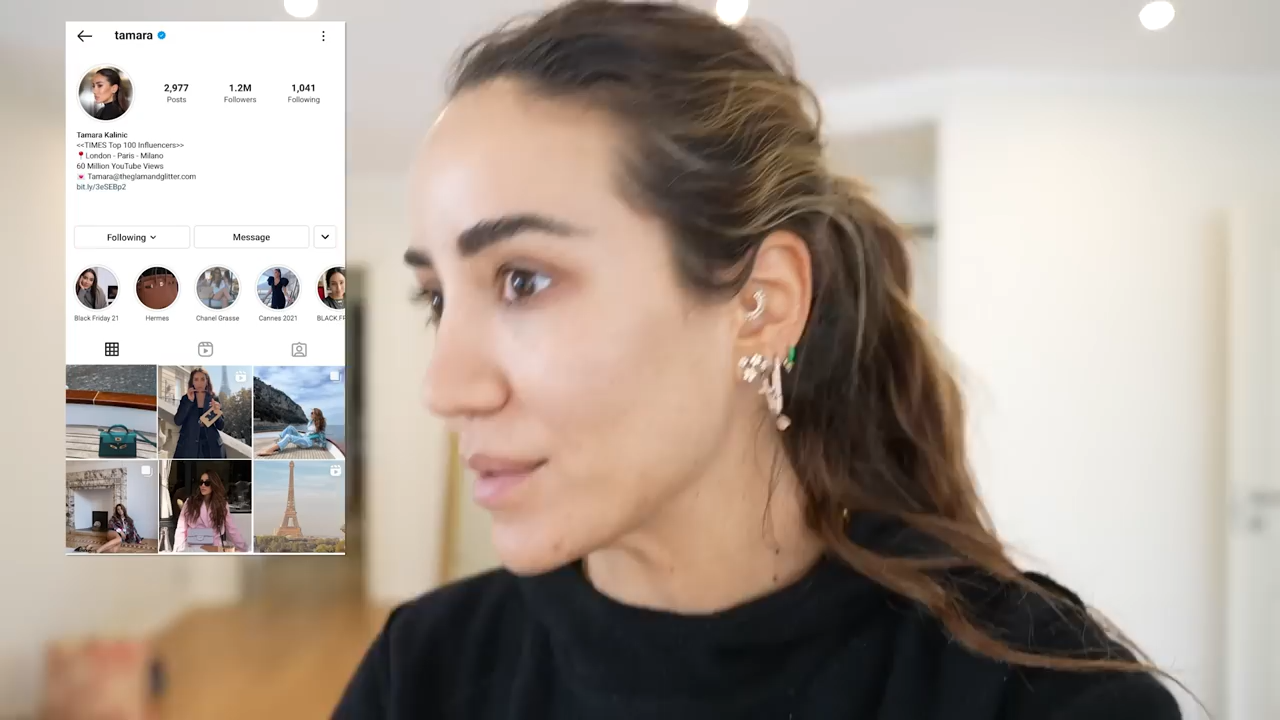 tamara
2,977
1.2M
1,041
Posts
Followers
Following
Tamara Kalinic
<<TIMES Top 100 Influencers>>
📍London - Paris - Milano
60 Million YouTube Views
💌 Tamara@theglamandglitter.com
bit.ly/3eSEBp2
Following
Message
Black Friday 21
Hermes
Chanel Grasse
Cannes 2021
BLACK FR